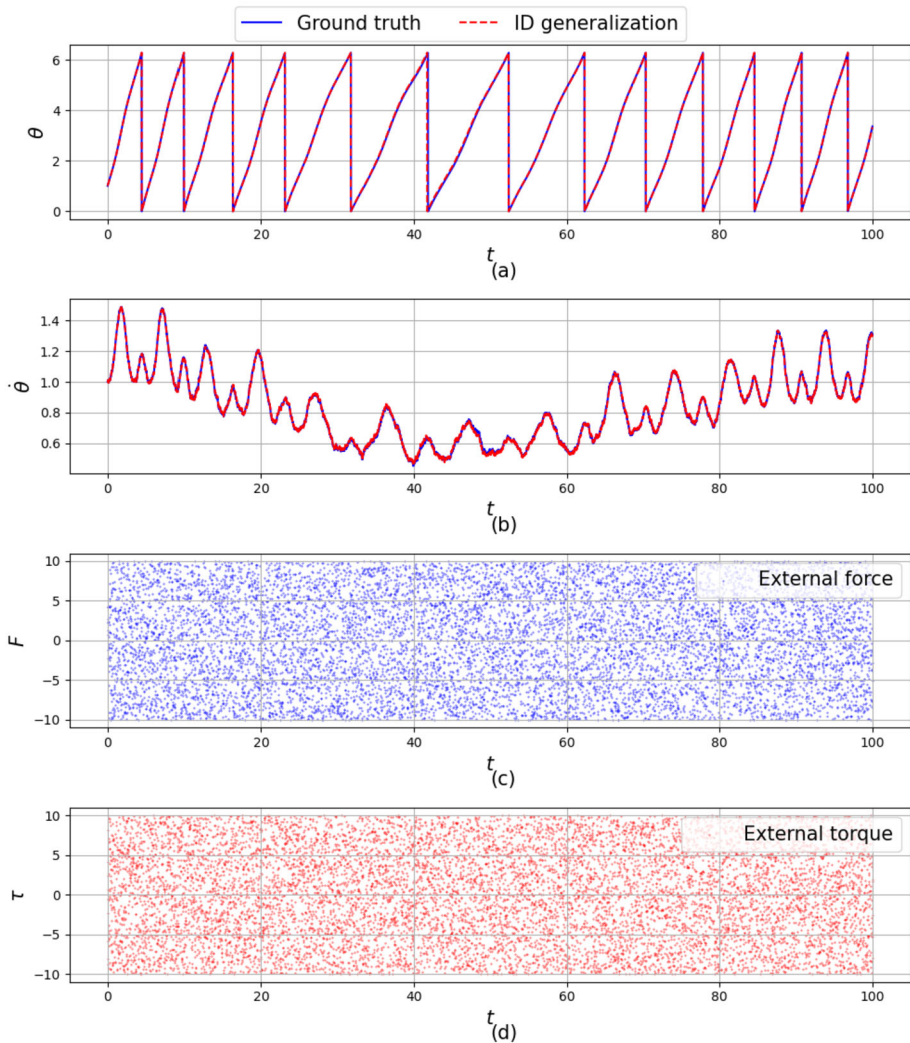 Ground truth ID generalization
6
4
2
0
θ
0 20 40 60 80 100
t
(a)
1.4
1.2
1.0
0.8
0.6
θ̇
0 20 40 60 80 100
t
(b)
10
5
0
−5
−10
F
External force
0 20 40 60 80 100
t
(c)
10
5
0
−5
−10
τ
External torque
0 20 40 60 80 100
t
(d)